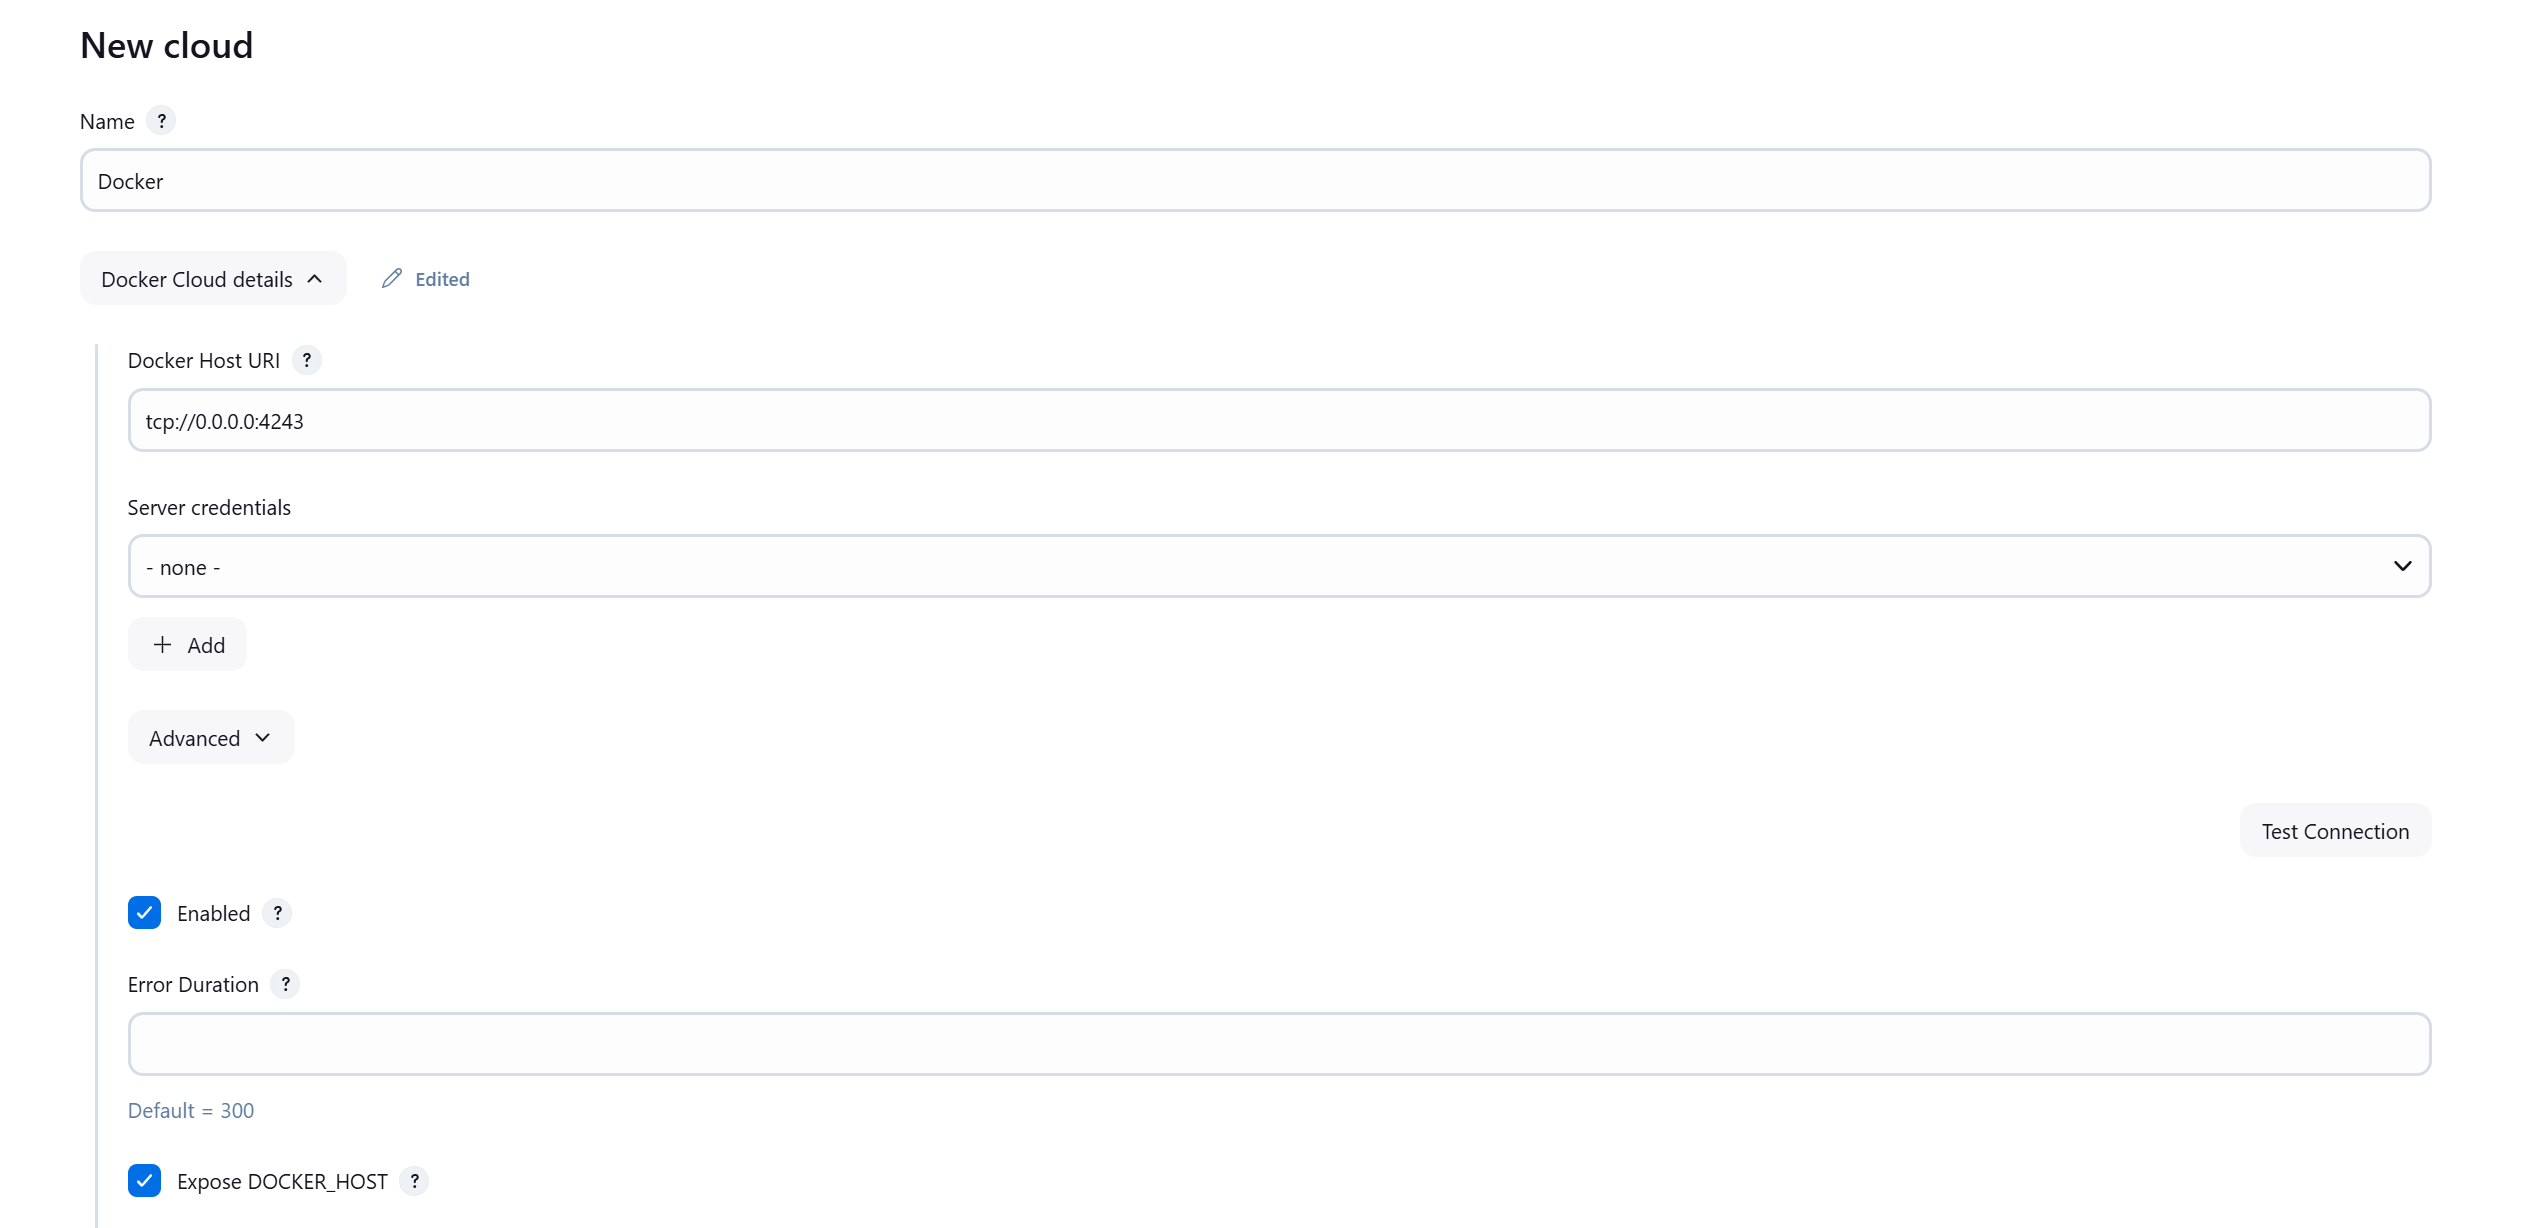 New cloud
Name ?
Docker
Docker Cloud details
Edited
Docker Host URI ?
tcp://0.0.0.0:4243
Server credentials
- none -
Add
Advanced
Test Connection
Enabled ?
Error Duration ?
Default = 300
Expose DOCKER_HOST ?